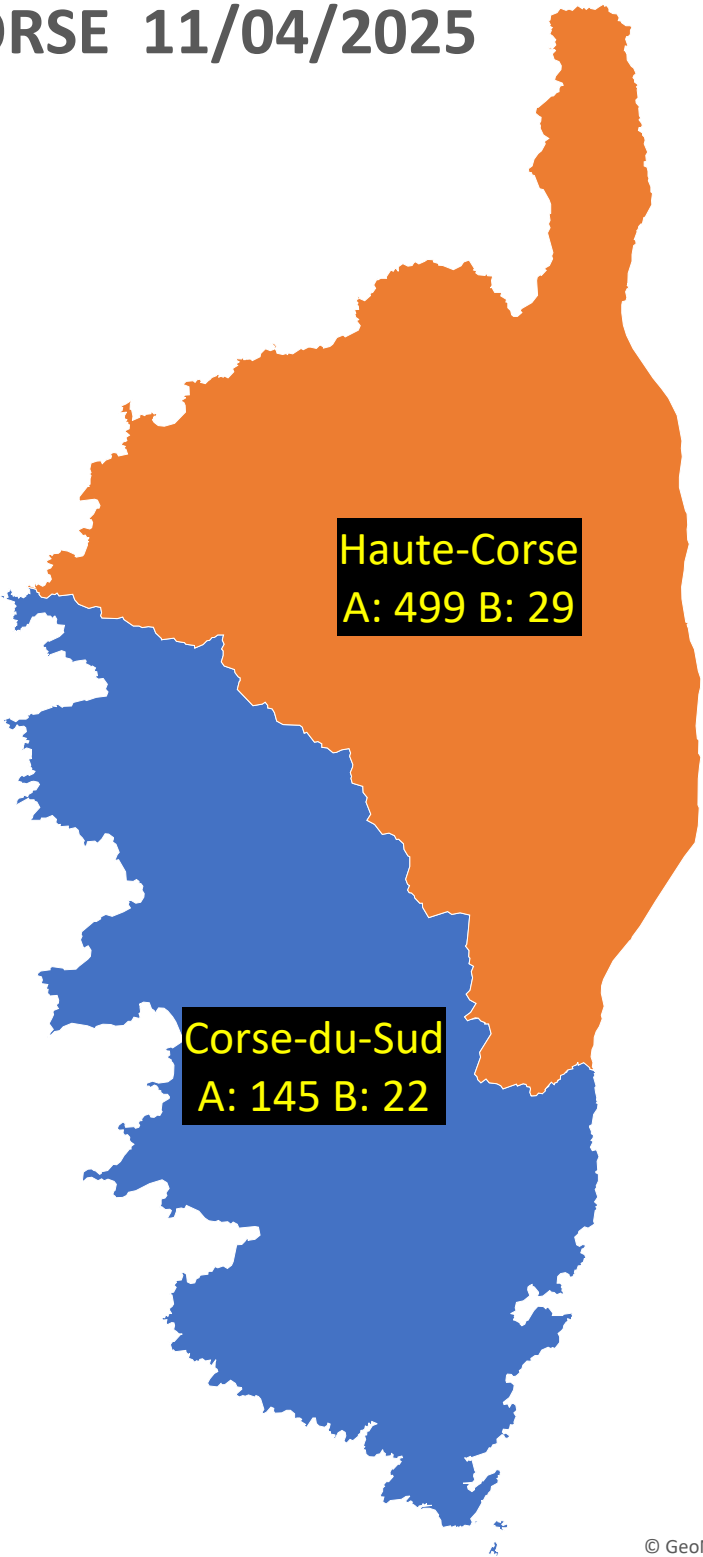 ORSE 11/04/2025
Haute-Corse
A: 499 B: 29
Corse-du-Sud
A: 145 B: 22
© Geol